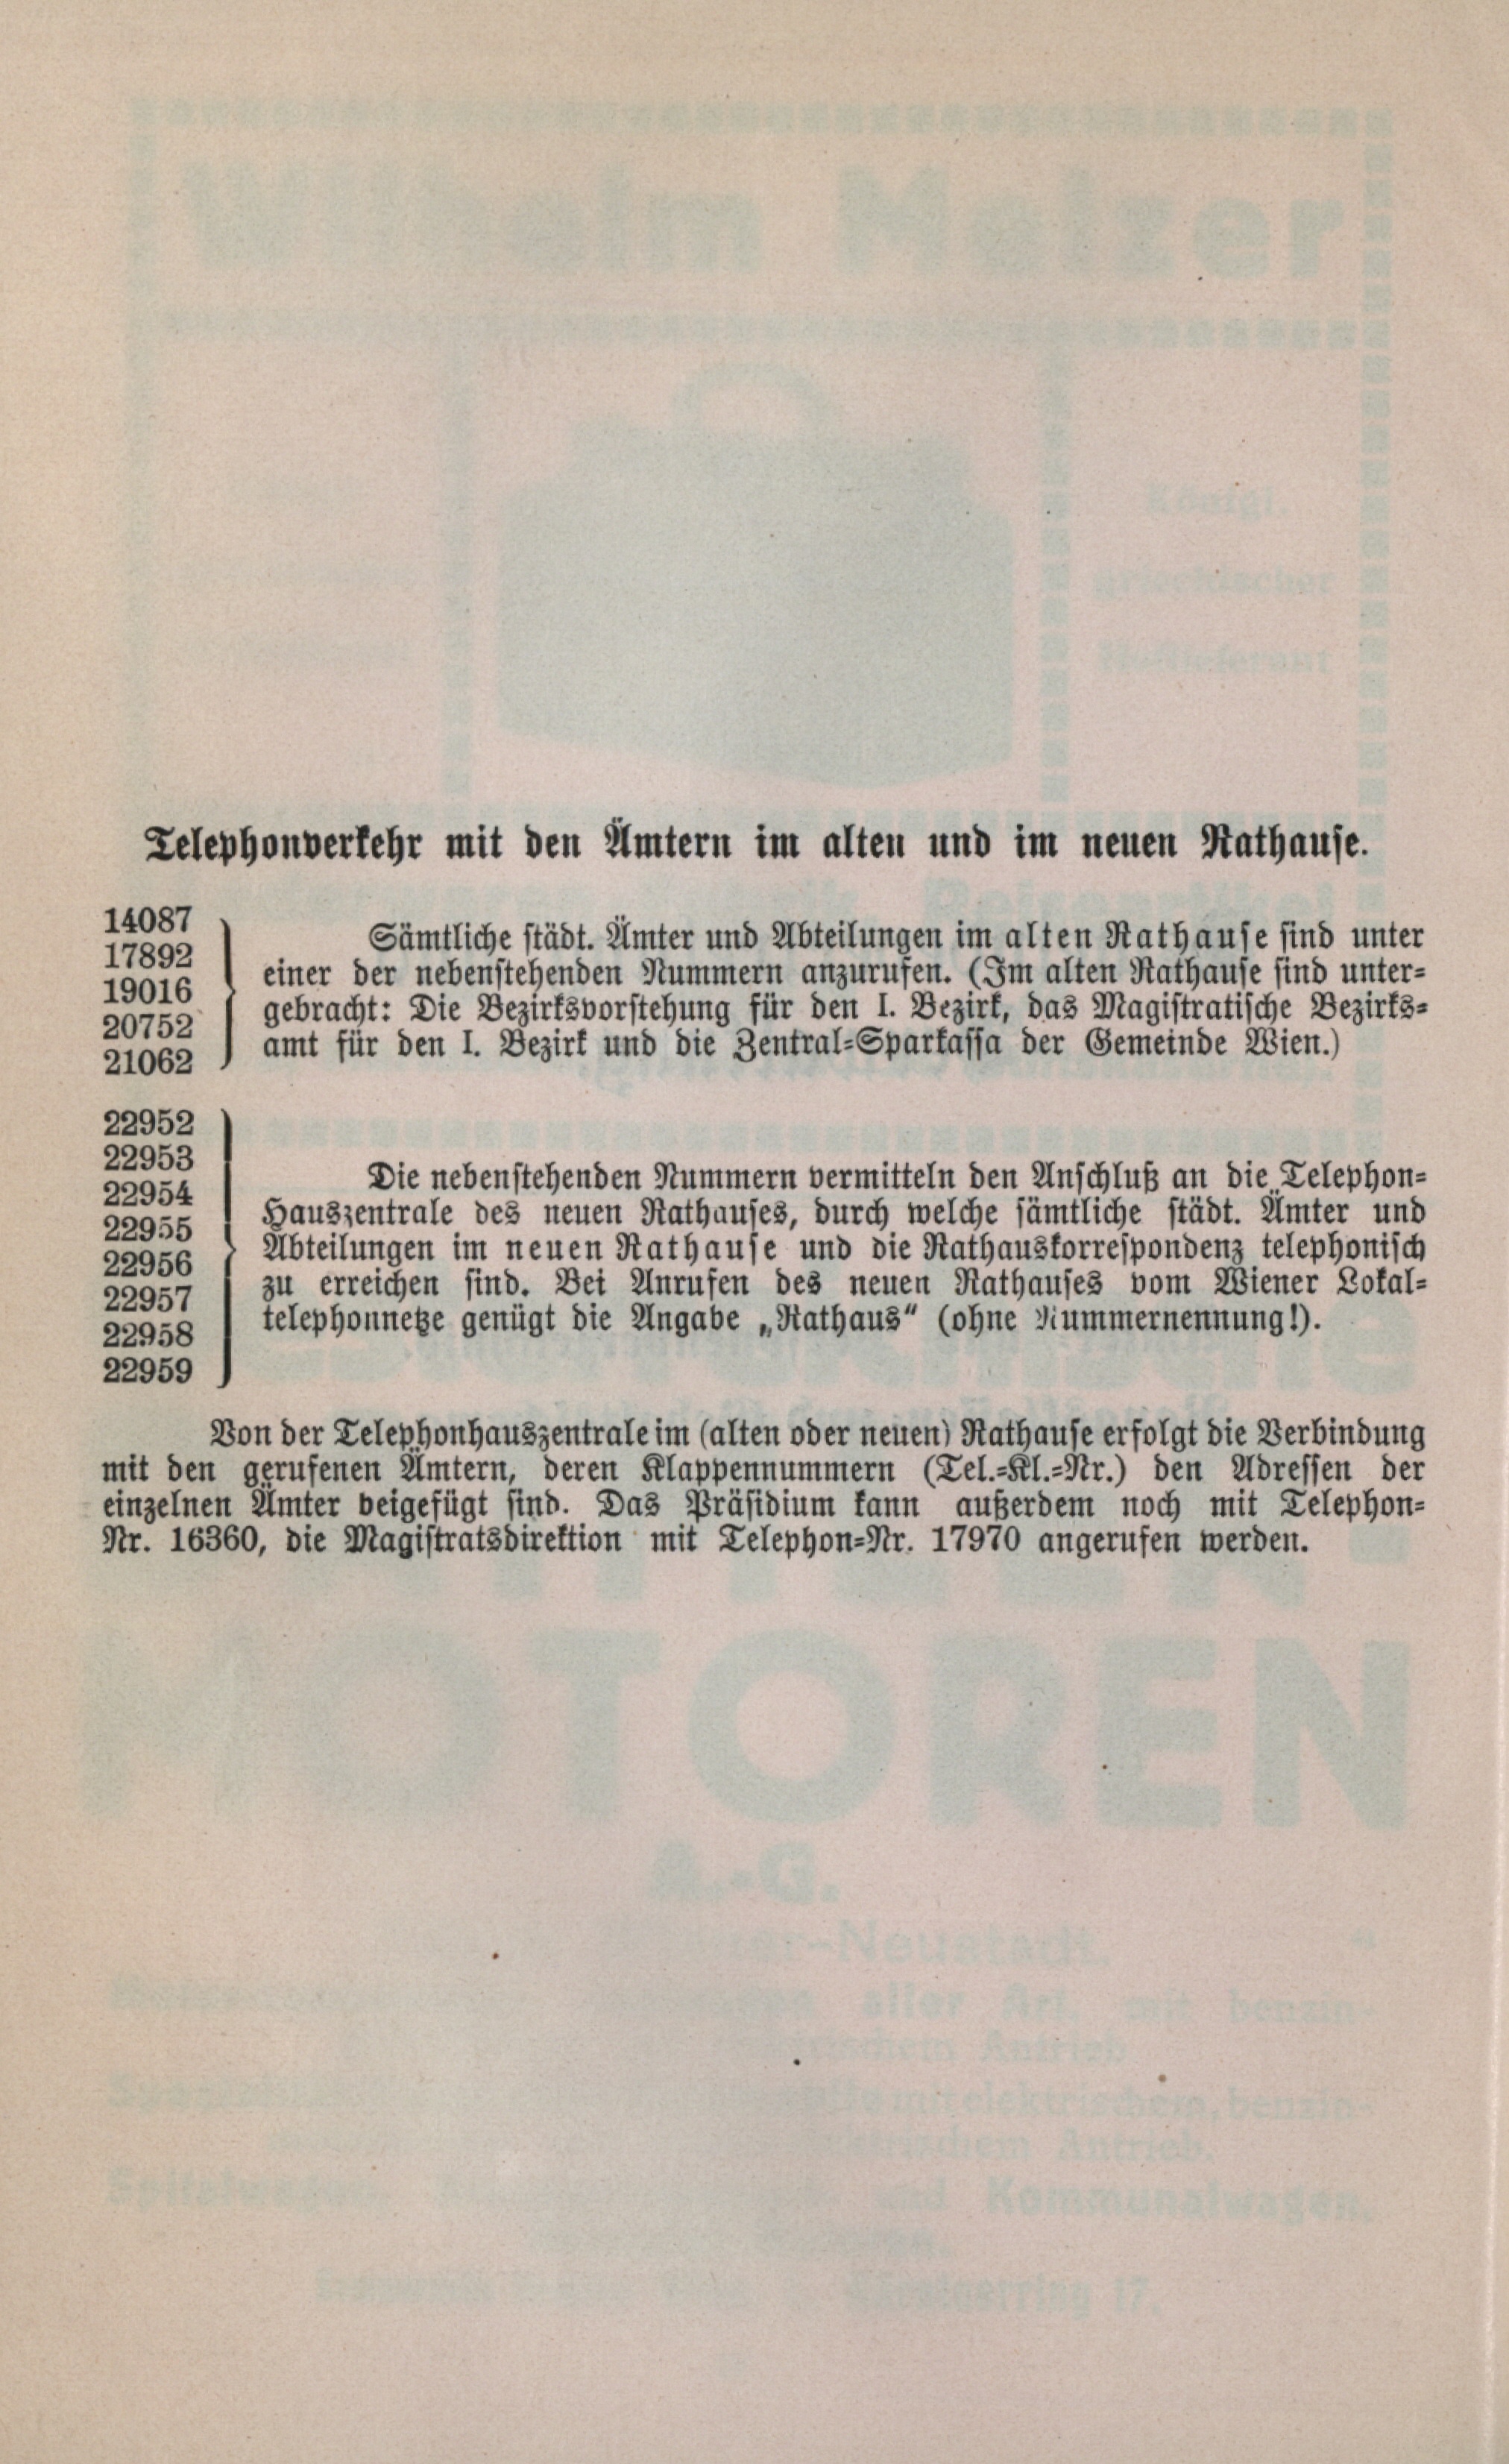 Telephonverkehr mit den Ämtern im alten und im neuen Rathause.
14087
17892
19016
20752
21062
Sämtliche städt. Ämter und Abteilungen im alten Rathause sind unter
einer der nebenstehenden Nummern anzurufen. (Im alten Rathause sind unter-
gebracht: Die Bezirksvorstehung für den I. Bezirk, das Magistratische Bezirks-
amt für den I. Bezirk und die Zentral-Sparkassa der Gemeinde Wien.)
22952
22953
22954
22955
22956
22957
22958
22959
Die nebenstehenden Nummern vermitteln den Anschluß an die Telephon-
Hauszentrale des neuen Rathauses, durch welche sämtliche städt. Ämter und
Abteilungen im neuen Rathause und die Rathauskorrespondenz telephonisch
zu erreichen sind. Bei Anrufen des neuen Rathauses vom Wiener Lokal-
telephonnetze genügt die Angabe „Rathaus“ (ohne Nummernennung!).
Von der Telephonhauszentrale im (alten oder neuen) Rathause erfolgt die Verbindung
mit den gerufenen Ämtern, deren Klappennummern (Tel.-Kl.-Nr.) den Adressen der
einzelnen Ämter beigefügt sind. Das Präsidium kann außerdem noch mit Telephon-
Nr. 16360, die Magistratsdirektion mit Telephon-Nr. 17970 angerufen werden.